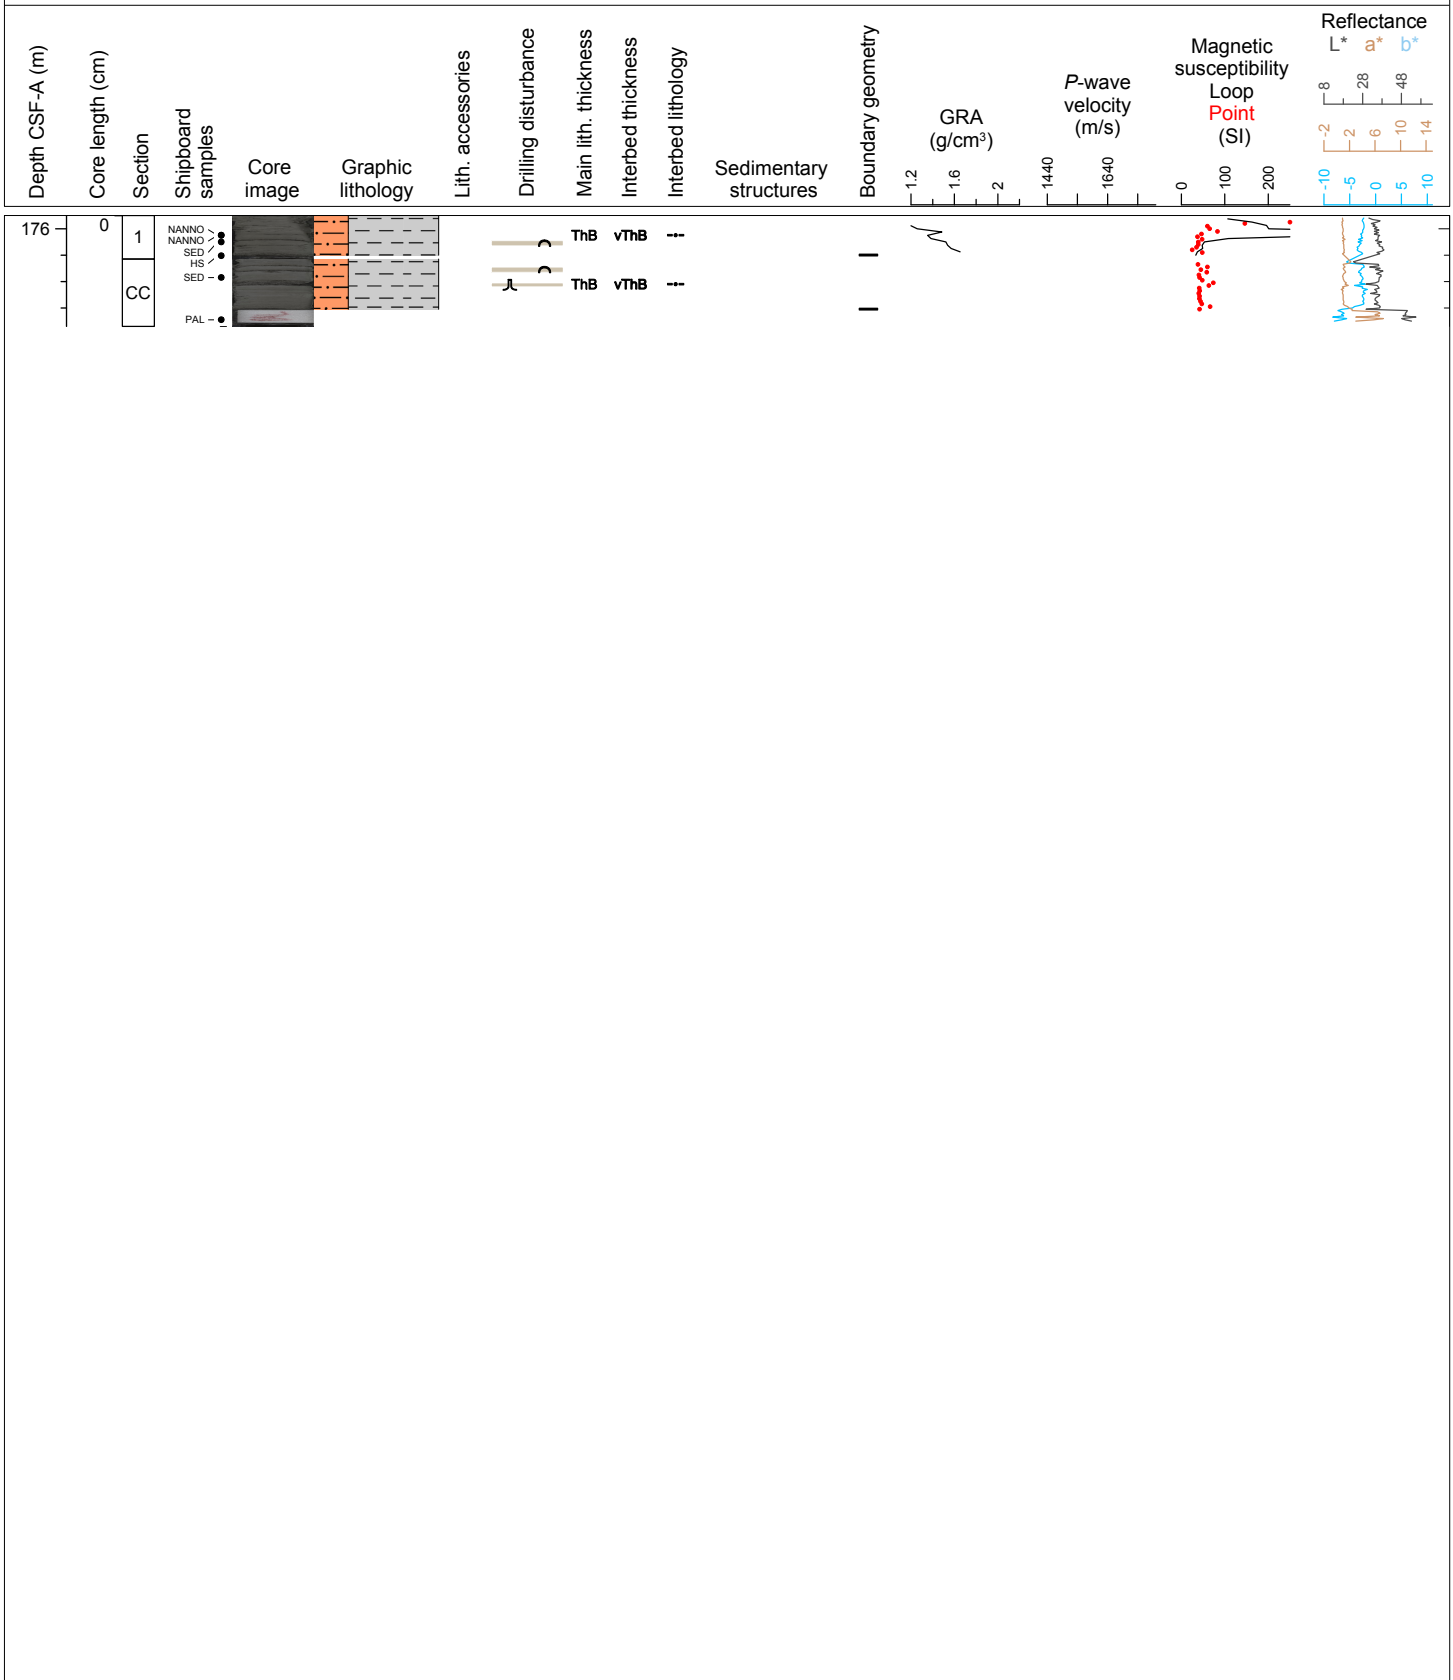 Depth CSF-A (m)
Core length (cm)
Section
Shipboard
samples
Core
image
Graphic
lithology
Lith. accessories
Drilling disturbance
Main lith. thickness
Interbed thickness
Interbed lithology
Sedimentary
structures
Boundary geometry
GRA
(g/cm³)
1.2 1.6 2
P-wave
velocity
(m/s)
1440 1640
Magnetic
susceptibility
Loop
Point
(SI)
0 100 200
Reflectance
L* a* b*
8 28 48
-2 2 6 10 14
-10 -5 0 5 10
176
0
1
CC
NANNO
NANNO
SED
HS
SED
PAL
ThB vThB
ThB vThB